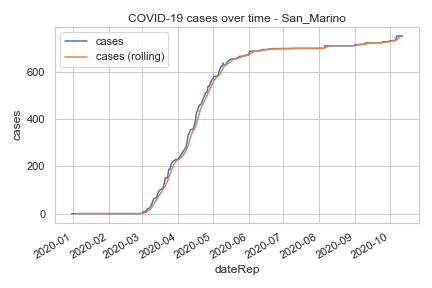 COVID-19 cases over time - San_Marino
cases
cases (rolling)
cases
600
400
200
0
2020-01
2020-02
2020-03
2020-04
2020-05
2020-06
2020-07
2020-08
2020-09
2020-10
dateRep